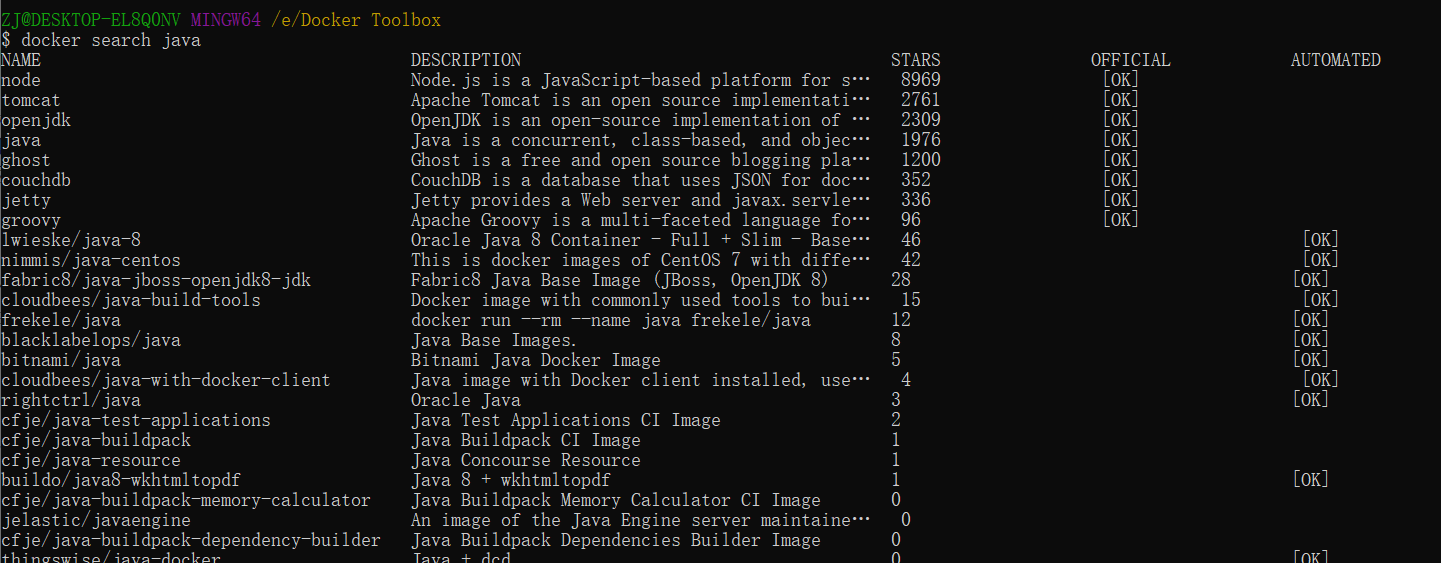 ZJ@DESKTOP-EL8Q0NV MINGW64 /e/Docker Toolbox
$ docker search java
NAME DESCRIPTION STARS OFFICIAL AUTOMATED
node Node.js is a JavaScript-based platform for s… 8969 [OK]
tomcat Apache Tomcat is an open source implementati… 2761 [OK]
openjdk OpenJDK is an open-source implementation of … 2309 [OK]
java Java is a concurrent, class-based, and objec… 1976 [OK]
ghost Ghost is a free and open source blogging pla… 1200 [OK]
couchdb CouchDB is a database that uses JSON for doc… 352 [OK]
jetty Jetty provides a Web server and javax.servle… 336 [OK]
groovy Apache Groovy is a multi-faceted language fo… 96 [OK]
lwieske/java-8 Oracle Java 8 Container - Full + Slim - Base… 46 [OK]
nimmis/java-centos This is docker images of CentOS 7 with diffe… 42 [OK]
fabric8/java-jboss-openjdk8-jdk Fabric8 Java Base Image (JBoss, OpenJDK 8) 28 [OK]
cloudbees/java-build-tools Docker image with commonly used tools to bui… 15 [OK]
frekele/java docker run --rm --name java frekele/java 12 [OK]
blacklabelops/java Java Base Images. 8 [OK]
bitnami/java Bitnami Java Docker Image 5 [OK]
cloudbees/java-with-docker-client Java image with Docker client installed, use… 4 [OK]
rightctrl/java Oracle Java 3 [OK]
cfje/java-test-applications Java Test Applications CI Image 2
cfje/java-buildpack Java Buildpack CI Image 1
cfje/java-resource Java Concourse Resource 1
buildo/java8-wkhtmltopdf Java 8 + wkhtmltopdf 1 [OK]
cfje/java-buildpack-memory-calculator Java Buildpack Memory Calculator CI Image 0
jelastic/javaengine An image of the Java Engine server maintaine… 0
cfje/java-buildpack-dependency-builder Java Buildpack Dependencies Builder Image 0
thingswise/java-docker Java + dcd 0 [OK]